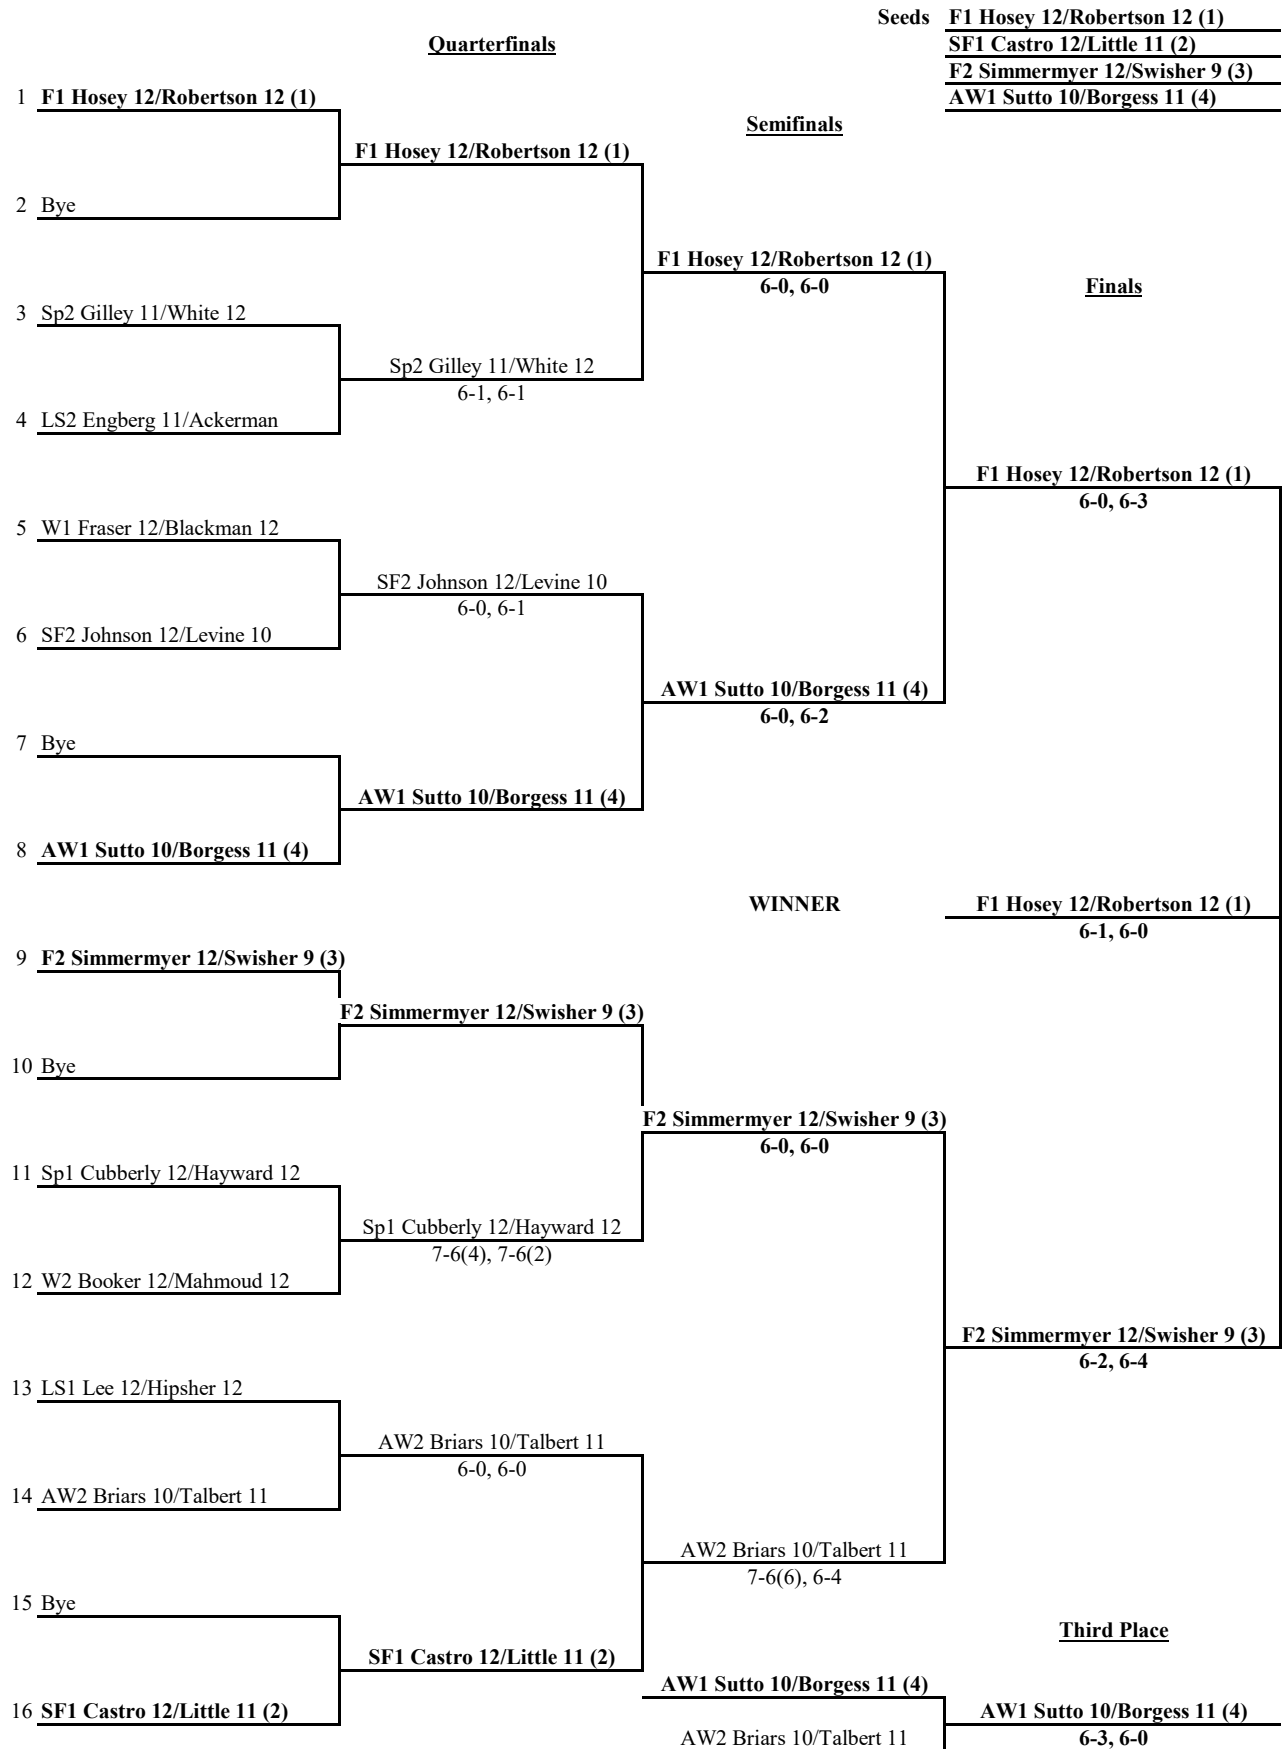 Seeds F1 Hosey 12/Robertson 12 (1)
SF1 Castro 12/Little 11 (2)
F2 Simmermyer 12/Swisher 9 (3)
AW1 Sutto 10/Borgess 11 (4)
Quarterfinals
Semifinals
Finals
1 F1 Hosey 12/Robertson 12 (1)
F1 Hosey 12/Robertson 12 (1)
2 Bye
F1 Hosey 12/Robertson 12 (1)
6-0, 6-0
3 Sp2 Gilley 11/White 12
Sp2 Gilley 11/White 12
6-1, 6-1
4 LS2 Engberg 11/Ackerman
F1 Hosey 12/Robertson 12 (1)
6-0, 6-3
5 W1 Fraser 12/Blackman 12
SF2 Johnson 12/Levine 10
6-0, 6-1
6 SF2 Johnson 12/Levine 10
AW1 Sutto 10/Borgess 11 (4)
6-0, 6-2
7 Bye
AW1 Sutto 10/Borgess 11 (4)
8 AW1 Sutto 10/Borgess 11 (4)
WINNER F1 Hosey 12/Robertson 12 (1)
6-1, 6-0
9 F2 Simmermyer 12/Swisher 9 (3)
F2 Simmermyer 12/Swisher 9 (3)
10 Bye
F2 Simmermyer 12/Swisher 9 (3)
6-0, 6-0
11 Sp1 Cubberly 12/Hayward 12
Sp1 Cubberly 12/Hayward 12
7-6(4), 7-6(2)
12 W2 Booker 12/Mahmoud 12
F2 Simmermyer 12/Swisher 9 (3)
6-2, 6-4
13 LS1 Lee 12/Hipsher 12
AW2 Briars 10/Talbert 11
6-0, 6-0
14 AW2 Briars 10/Talbert 11
AW2 Briars 10/Talbert 11
7-6(6), 6-4
15 Bye
Third Place
SF1 Castro 12/Little 11 (2)
AW1 Sutto 10/Borgess 11 (4)
16 SF1 Castro 12/Little 11 (2)
AW1 Sutto 10/Borgess 11 (4)
6-3, 6-0
AW2 Briars 10/Talbert 11